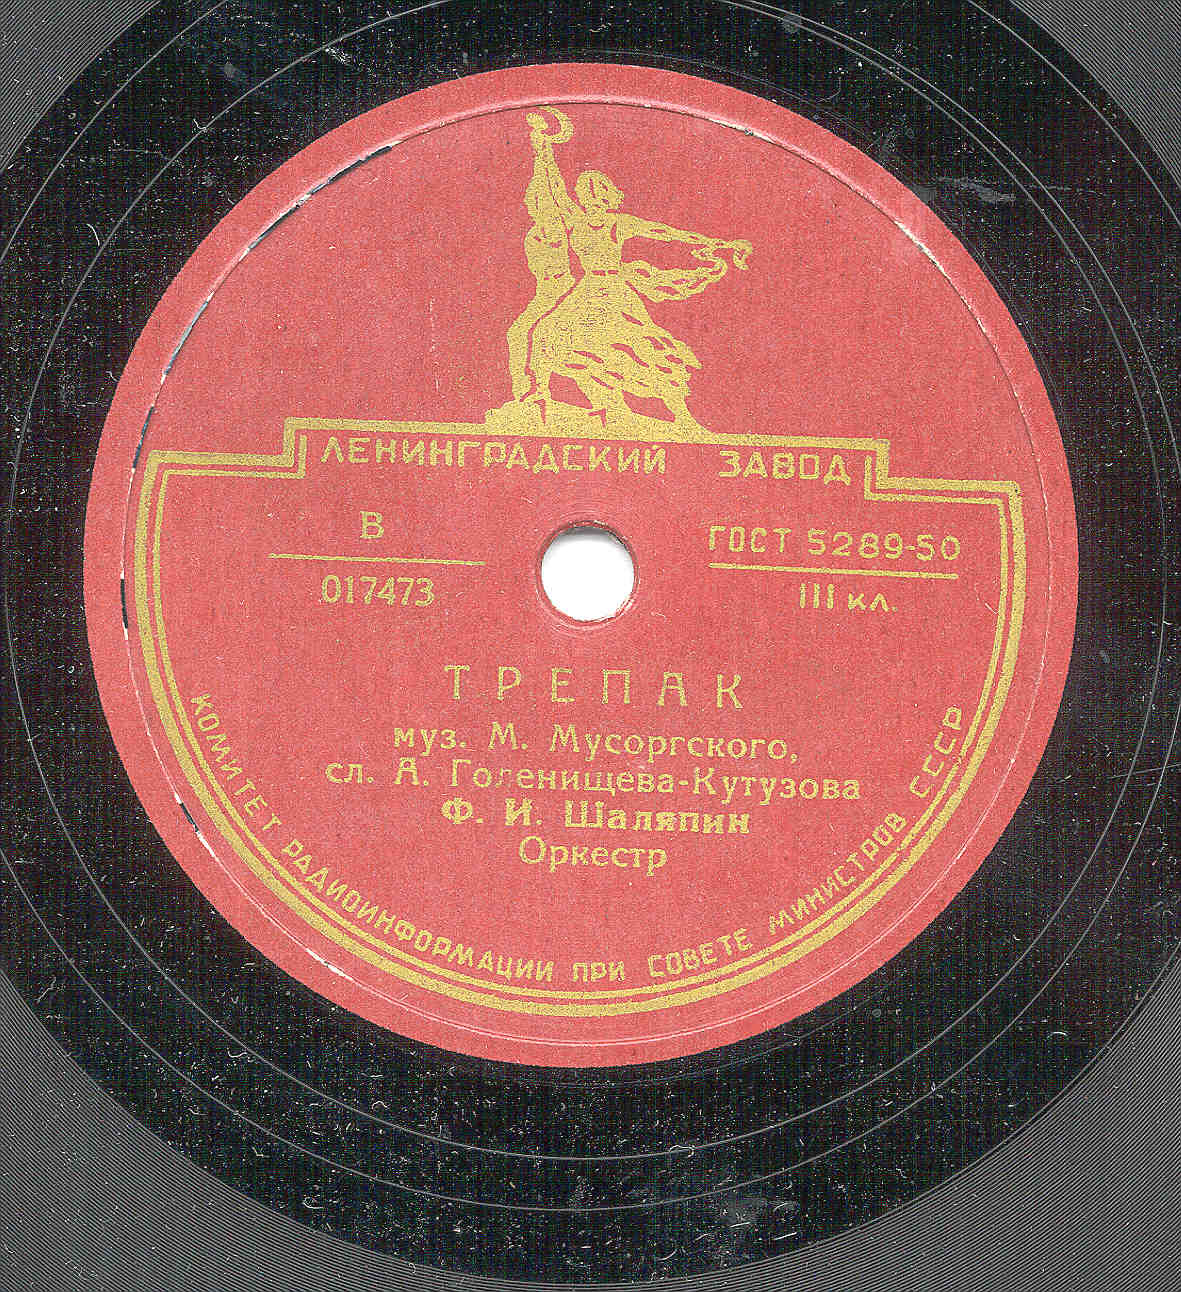 ЛЕНИНГРАДСКИЙ ЗАВОД
В
017473
ГОСТ 5289-50
III кл.
ТРЕПАК
муз. М. Мусоргского,
сл. А. Голенищева-Кутузова
Ф. И. Шаляпин
Оркестр
КОМИТЕТ РАДИОИНФОРМАЦИИ ПРИ СОВЕТЕ МИНИСТРОВ СССР